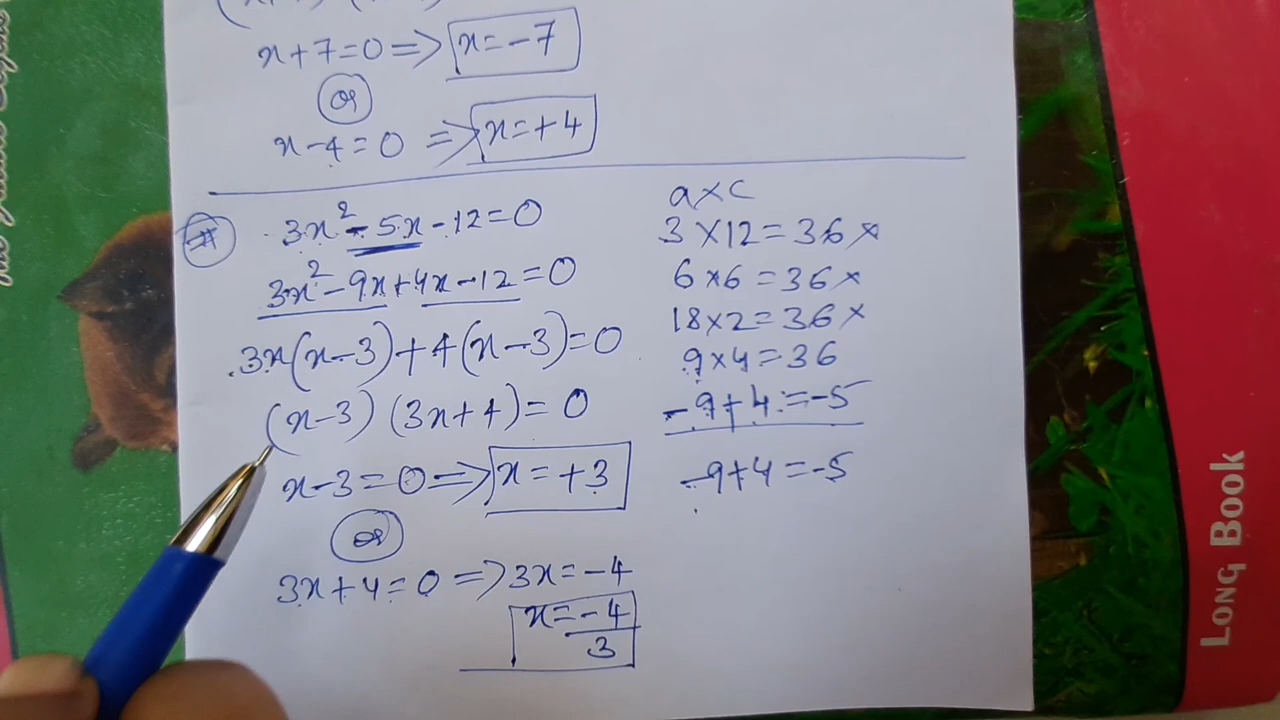 x+7=0 => x=-7
or
x-4=0 => x=+4
3x²-5x-12=0
3x²-9x+4x-12=0
3x(x-3)+4(x-3)=0
(x-3) (3x+4)=0
x-3=0 => x=+3
or
3x+4=0 => 3x=-4
x=-4/3
a×c
3×12=36×
6×6=36×
18×2=36×
9×4=36
-9+4=-5
-9+4=-5
LONG BOOK